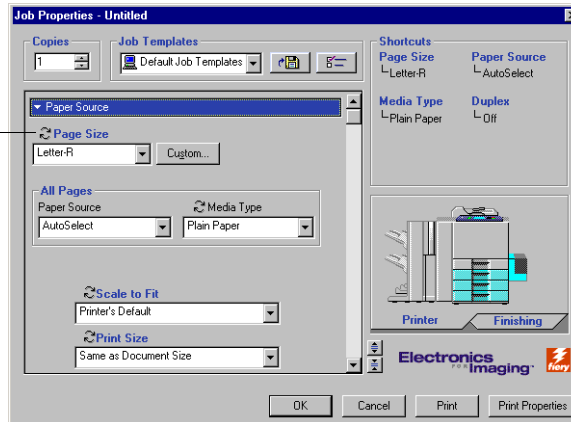 Job Properties - Untitled
Copies
1
Job Templates
Default Job Templates
Paper Source
Page Size
Letter-R
Custom...
All Pages
Paper Source
AutoSelect
Media Type
Plain Paper
Scale to Fit
Printer's Default
Print Size
Same as Document Size
Shortcuts
Page Size
Letter-R
Paper Source
AutoSelect
Media Type
Plain Paper
Duplex
Off
Printer
Finishing
Electronics
FOR Imaging
fiery
OK
Cancel
Print
Print Properties